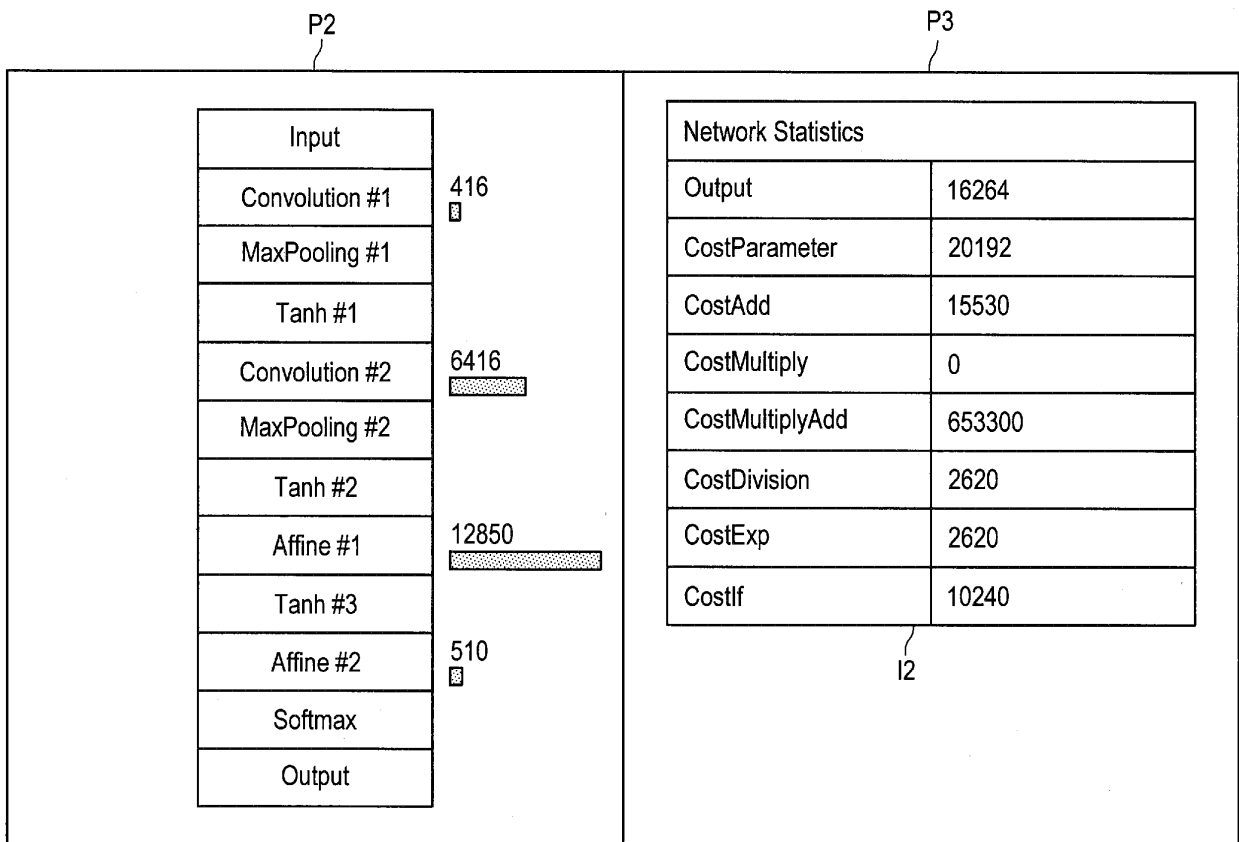 P2
P3
Input
Convolution #1
416
MaxPooling #1
Tanh #1
Convolution #2
6416
MaxPooling #2
Tanh #2
Affine #1
12850
Tanh #3
Affine #2
510
Softmax
Output
Network Statistics
Output 16264
CostParameter 20192
CostAdd 15530
CostMultiply 0
CostMultiplyAdd 653300
CostDivision 2620
CostExp 2620
CostIf 10240
I2